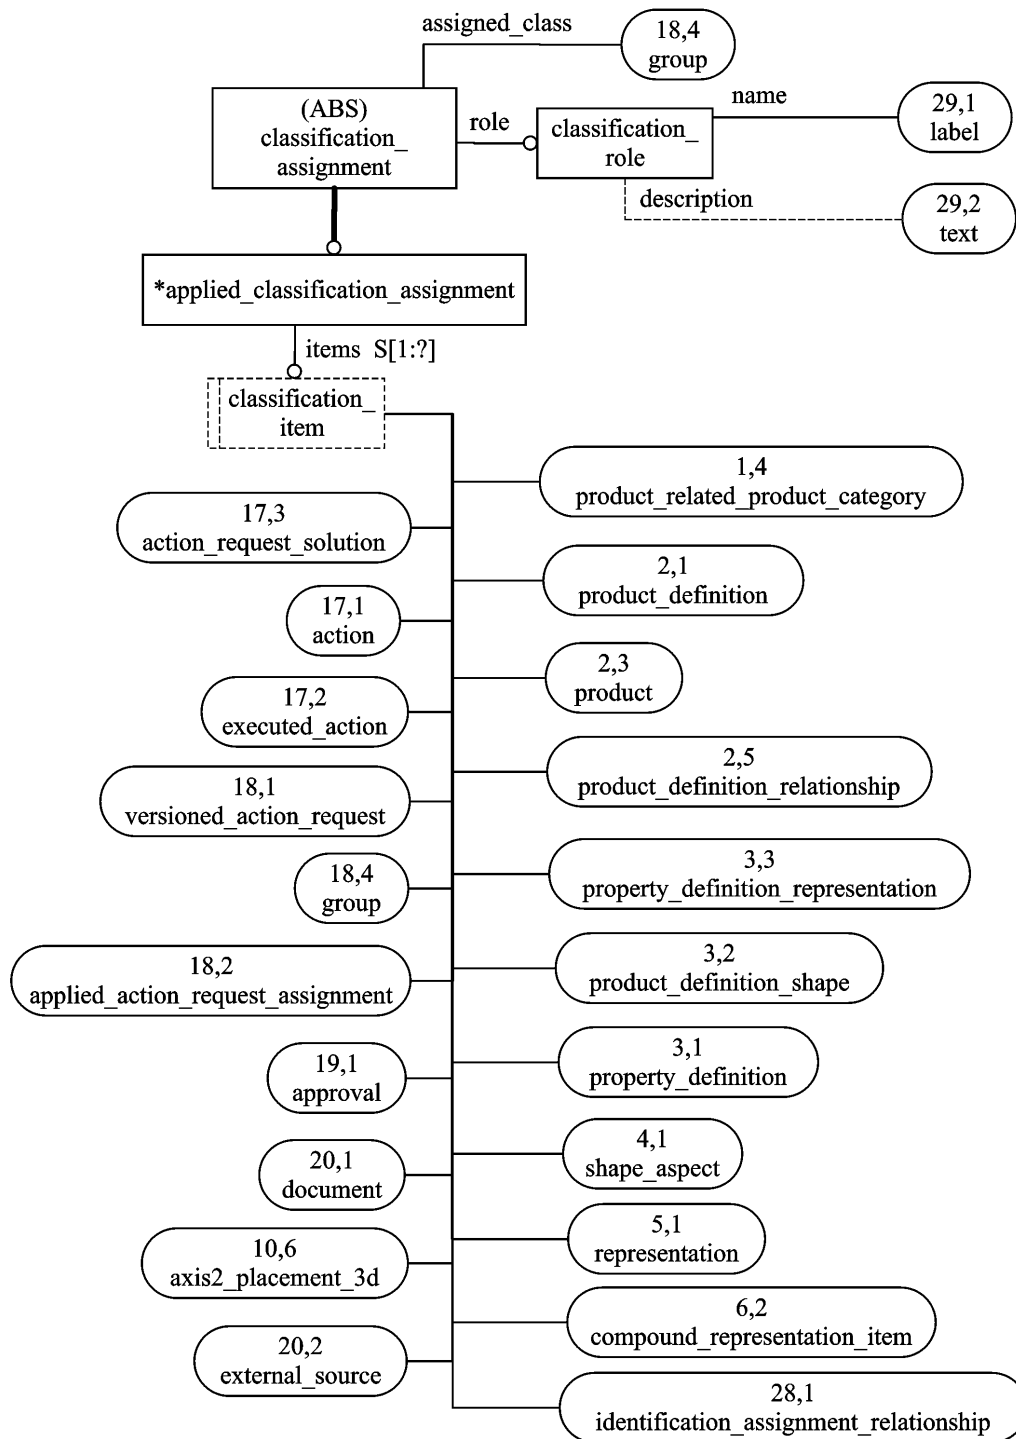 assigned_class
18,4
group
(ABS)
classification_
assignment
role
classification_
role
name
29,1
label
description
29,2
text
*applied_classification_assignment
items S[1:?]
classification_
item
1,4
product_related_product_category
17,3
action_request_solution
2,1
product_definition
17,1
action
2,3
product
17,2
executed_action
2,5
product_definition_relationship
18,1
versioned_action_request
3,3
property_definition_representation
18,4
group
3,2
product_definition_shape
18,2
applied_action_request_assignment
3,1
property_definition
19,1
approval
4,1
shape_aspect
20,1
document
5,1
representation
10,6
axis2_placement_3d
6,2
compound_representation_item
20,2
external_source
28,1
identification_assignment_relationship